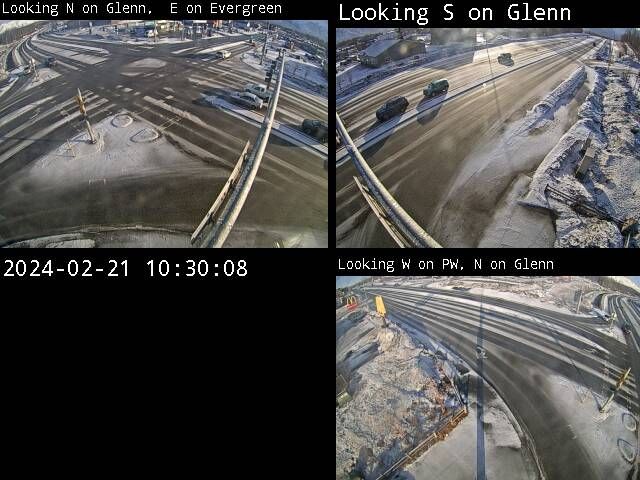 Looking N on Glenn,  E on Evergreen
Looking S on Glenn
2024-02-21 10:30:08
Looking W on PW, N on Glenn